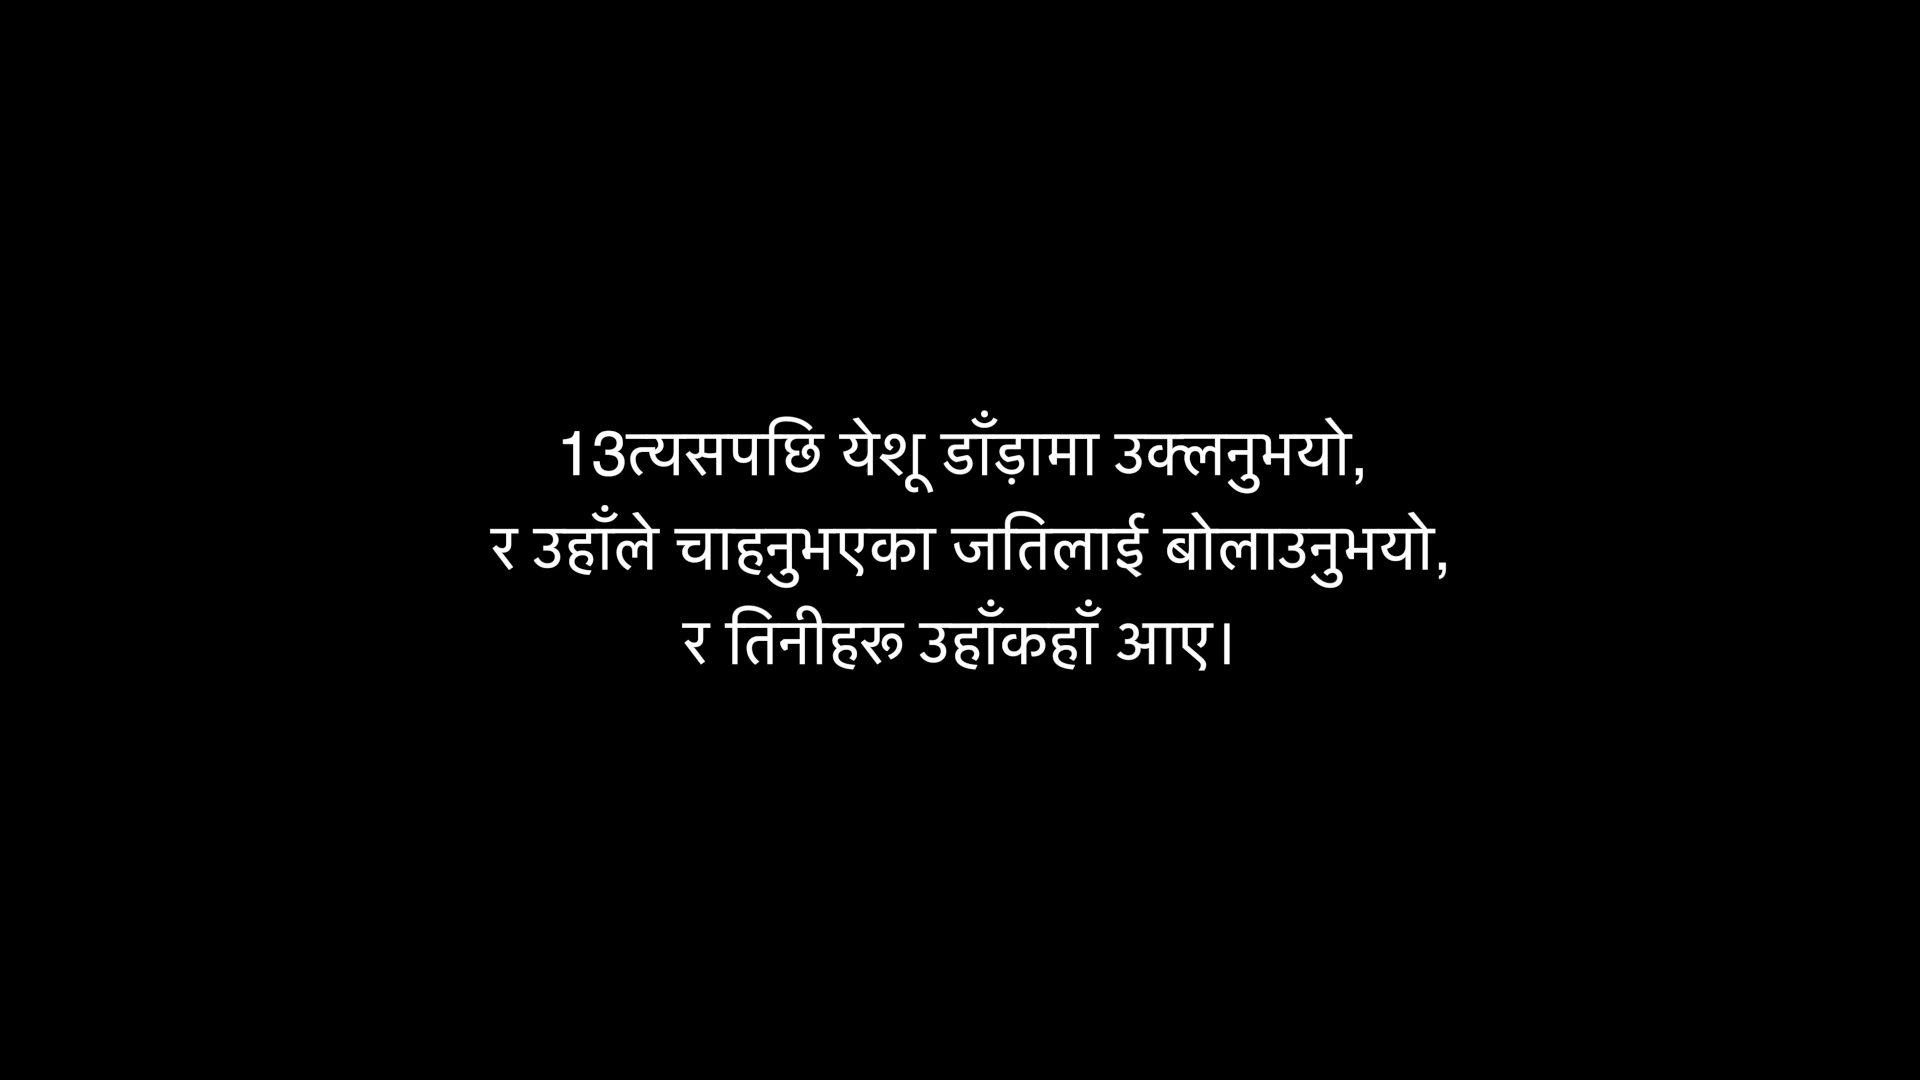 13त्यसपछि येशू डाँड़ामा उक्लनुभयो,
र उहाँले चाहनुभएका जतिलाई बोलाउनुभयो,
र तिनीहरू उहाँकहाँ आए।